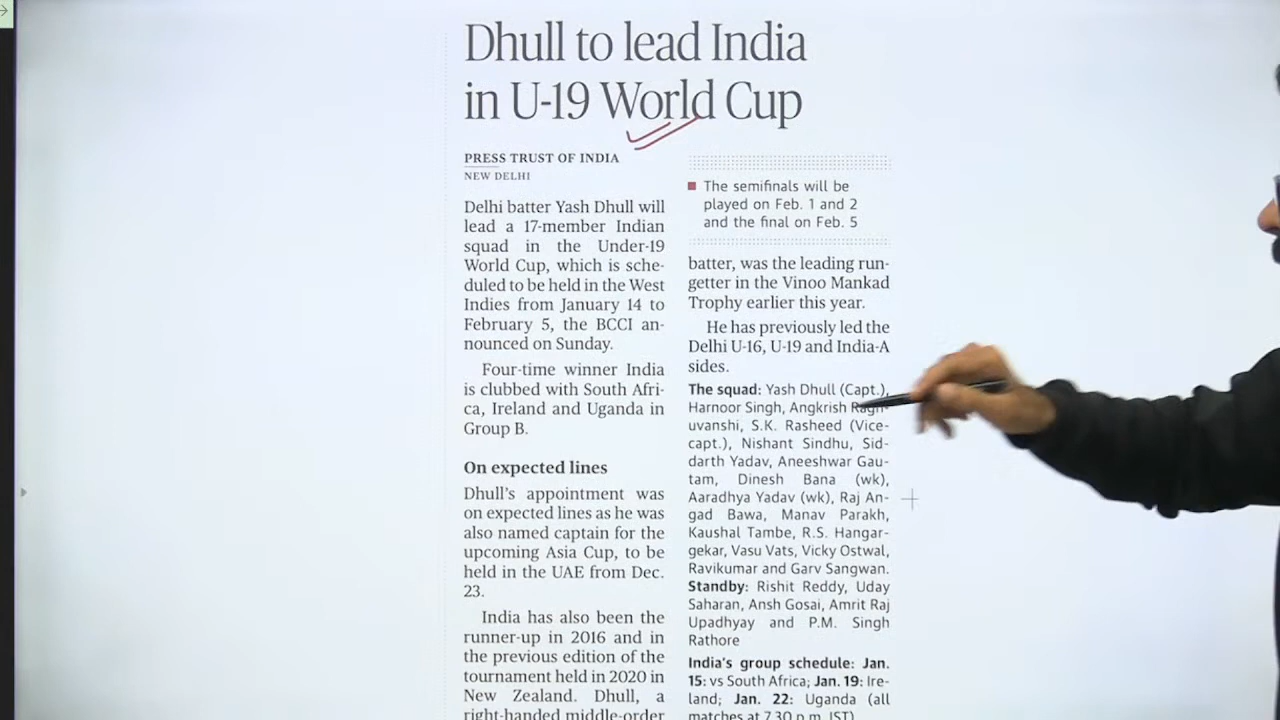 Dhull to lead India
in U-19 World Cup
PRESS TRUST OF INDIA
NEW DELHI
Delhi batter Yash Dhull will
lead a 17-member Indian
squad in the Under-19
World Cup, which is sche-
duled to be held in the West
Indies from January 14 to
February 5, the BCCI an-
nounced on Sunday.
Four-time winner India
is clubbed with South Afri-
ca, Ireland and Uganda in
Group B.
On expected lines
Dhull's appointment was
on expected lines as he was
also named captain for the
upcoming Asia Cup, to be
held in the UAE from Dec.
23.
India has also been the
runner-up in 2016 and in
the previous edition of the
tournament held in 2020 in
New Zealand. Dhull, a
right-handed middle-order
The semifinals will be
played on Feb. 1 and 2
and the final on Feb. 5
batter, was the leading run-
getter in the Vinoo Mankad
Trophy earlier this year.
He has previously led the
Delhi U-16, U-19 and India-A
sides.
The squad: Yash Dhull (Capt.),
Harnoor Singh, Angkrish Ragh-
uvanshi, S.K. Rasheed (Vice-
capt.), Nishant Sindhu, Sid-
darth Yadav, Aneeshwar Gau-
tam, Dinesh Bana (wk),
Aaradhya Yadav (wk), Raj An-
gad Bawa, Manav Parakh,
Kaushal Tambe, R.S. Hangar-
gekar, Vasu Vats, Vicky Ostwal,
Ravikumar and Garv Sangwan.
Standby: Rishit Reddy, Uday
Saharan, Ansh Gosai, Amrit Raj
Upadhyay and P.M. Singh
Rathore
India's group schedule: Jan.
15: vs South Africa; Jan. 19: Ire-
land; Jan. 22: Uganda (all
matches at 7.30 p.m. IST)